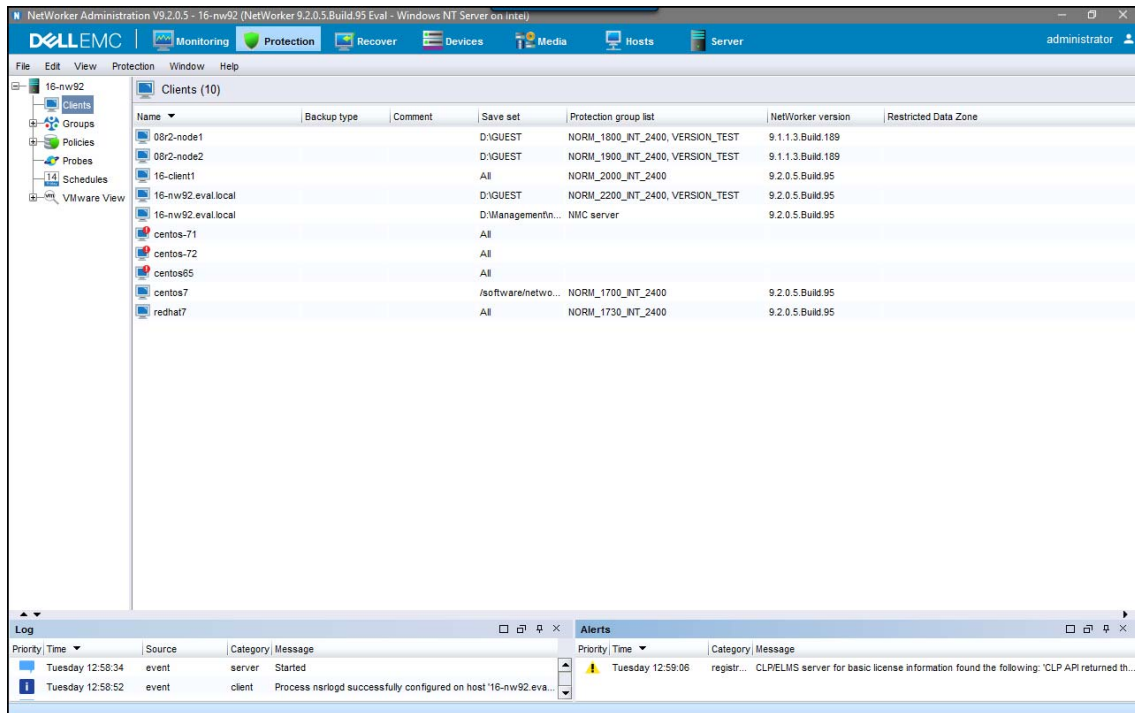 NetWorker Administration V9.2.0.5 - 16-nw92 (NetWorker 9.2.0.5.Build.95 Eval - Windows NT Server on Intel)
DELLEMC Monitoring Protection Recover Devices Media Hosts Server administrator
File Edit View Protection Window Help
16-nw92
Clients
Groups
Policies
Probes
14 Schedules
vm VMware View
Clients (10)
Name Backup type Comment Save set Protection group list NetWorker version Restricted Data Zone
08r2-node1 D:\GUEST NORM_1800_INT_2400, VERSION_TEST 9.1.1.3.Build.189
08r2-node2 D:\GUEST NORM_1900_INT_2400, VERSION_TEST 9.1.1.3.Build.189
16-client1 All NORM_2000_INT_2400 9.2.0.5.Build.95
16-nw92.eval.local D:\GUEST NORM_2200_INT_2400, VERSION_TEST 9.2.0.5.Build.95
16-nw92.eval.local D:\Management\n... NMC server 9.2.0.5.Build.95
centos-71 All
centos-72 All
centos65 All
centos7 /software/netwo... NORM_1700_INT_2400 9.2.0.5.Build.95
redhat7 All NORM_1730_INT_2400 9.2.0.5.Build.95
Log
Priority Time Source Category Message
Tuesday 12:58:34 event server Started
Tuesday 12:58:52 event client Process nsrlogd successfully configured on host '16-nw92.eva...
Alerts
Priority Time Category Message
Tuesday 12:59:06 registr... CLP/ELMS server for basic license information found the following: 'CLP API returned th...